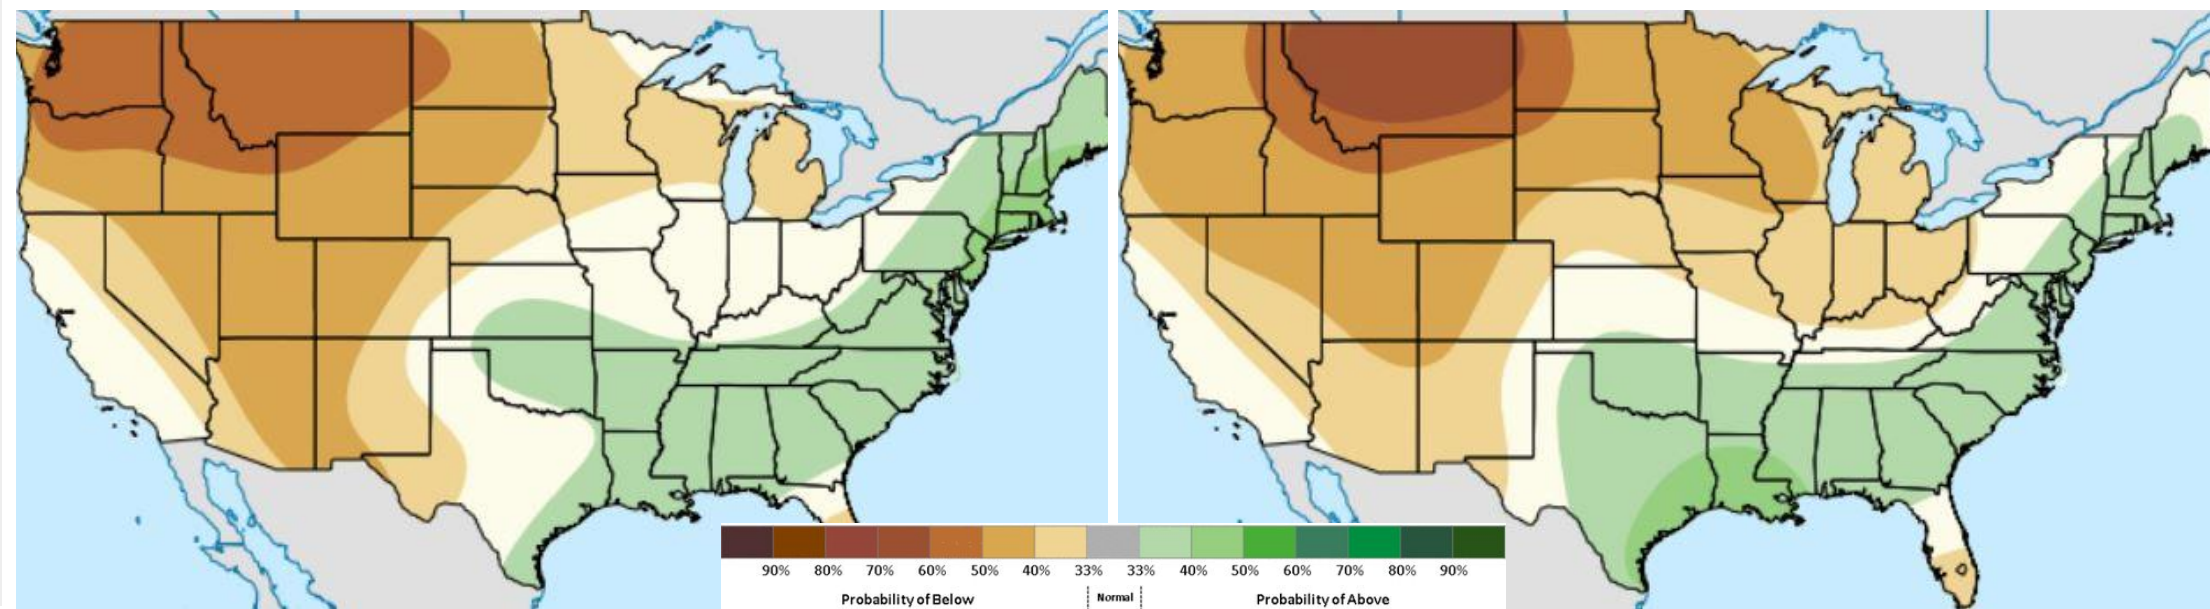 90% 80% 70% 60% 50% 40% 33% 33% 40% 50% 60% 70% 80% 90%
Probability of Below Normal Probability of Above